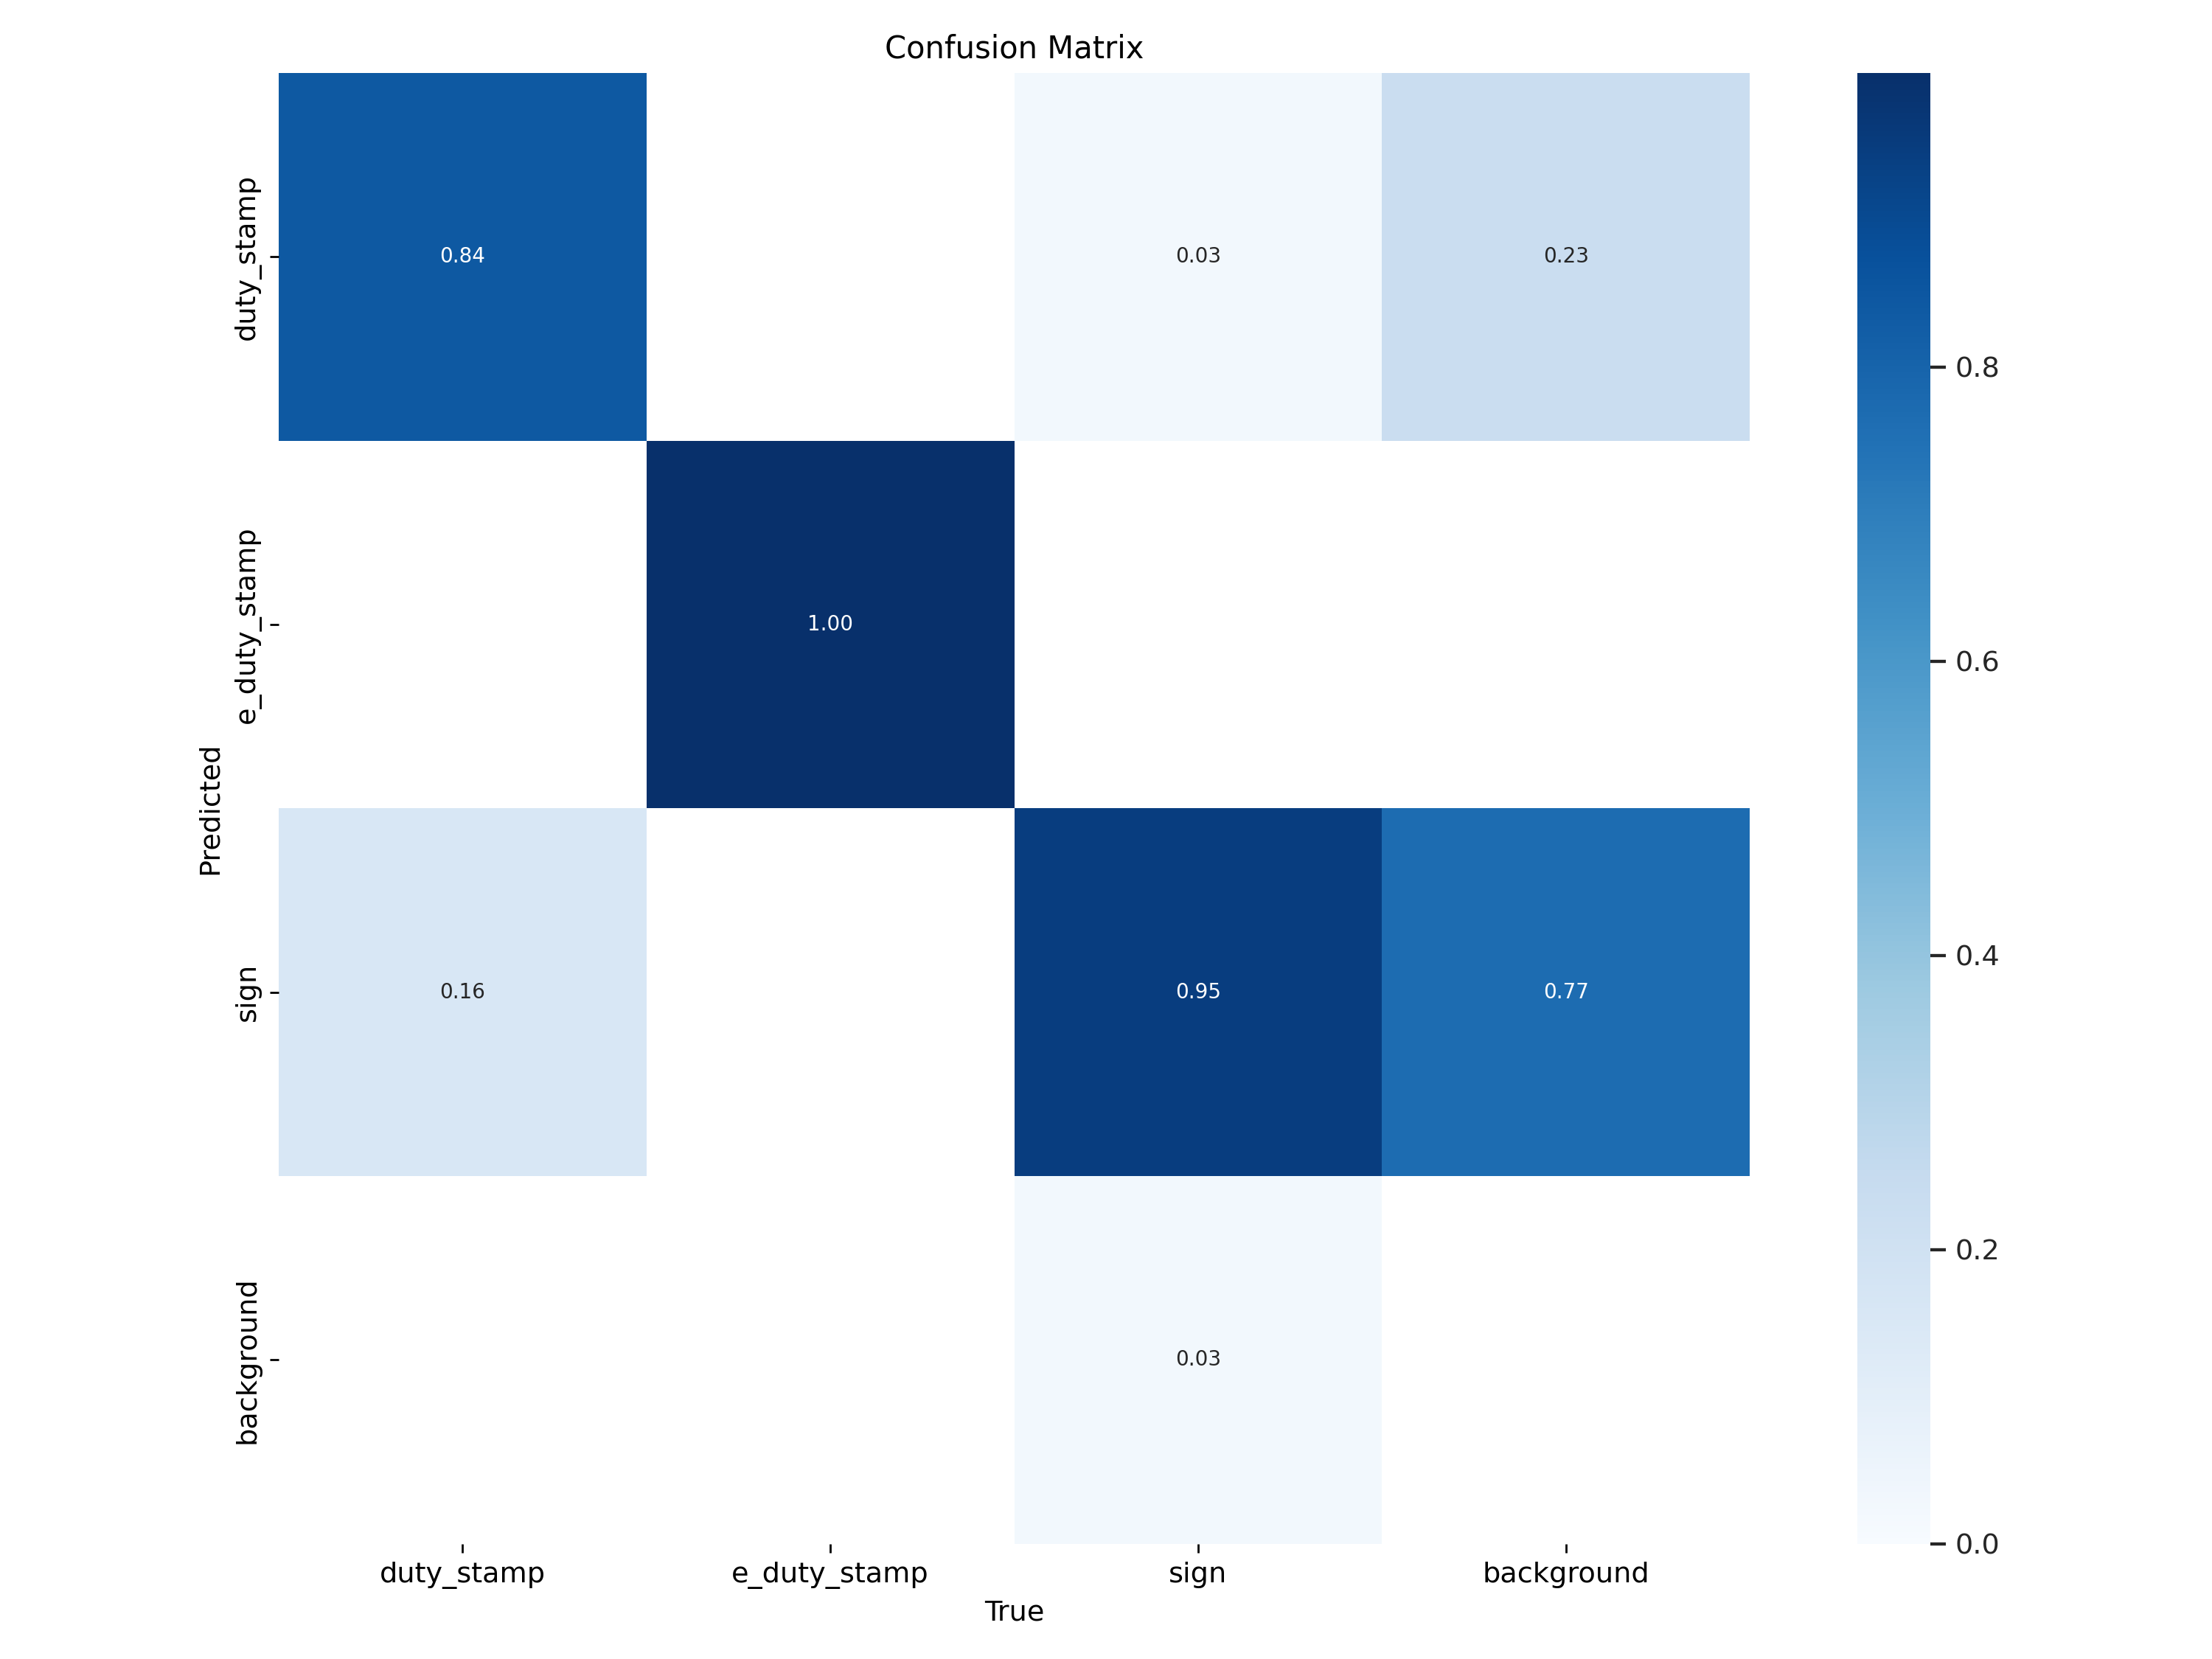 Confusion Matrix
duty_stamp
0.84
0.03
0.23
e_duty_stamp
1.00
sign
0.16
0.95
0.77
background
0.03
Predicted
duty_stamp
e_duty_stamp
sign
background
True
0.8
0.6
0.4
0.2
0.0